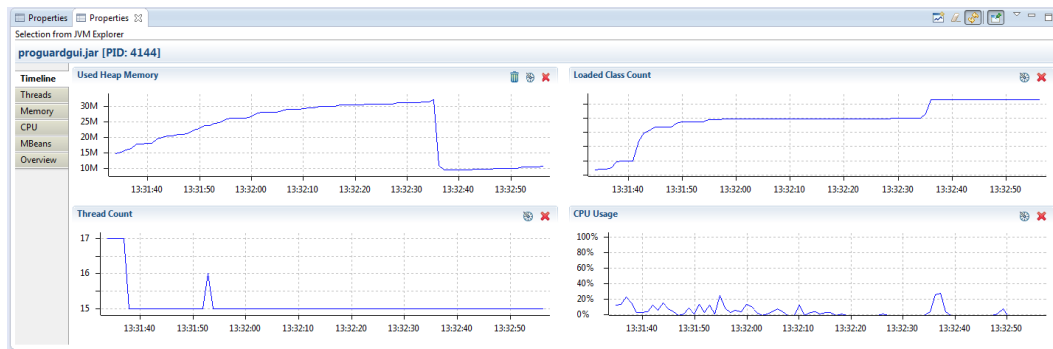 Properties Properties
Selection from JVM Explorer
proguardgui.jar [PID: 4144]
Timeline
Threads
Memory
CPU
MBeans
Overview
Used Heap Memory
30M
25M
20M
15M
10M
13:31:40 13:31:50 13:32:00 13:32:10 13:32:20 13:32:30 13:32:40 13:32:50
Loaded Class Count
13:31:40 13:31:50 13:32:00 13:32:10 13:32:20 13:32:30 13:32:40 13:32:50
Thread Count
17
16
15
13:31:40 13:31:50 13:32:00 13:32:10 13:32:20 13:32:30 13:32:40 13:32:50
CPU Usage
100%
80%
60%
40%
20%
0%
13:31:40 13:31:50 13:32:00 13:32:10 13:32:20 13:32:30 13:32:40 13:32:50